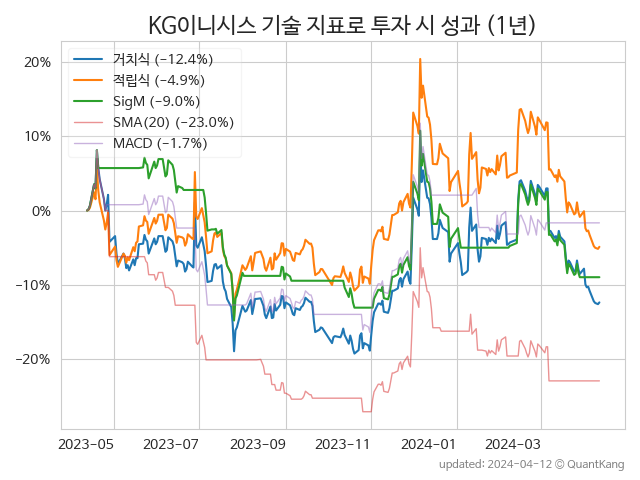 KG이니시스 기술 지표로 투자 시 성과 (1년)
거치식 (−12.4%)
적립식 (−4.9%)
SigM (−9.0%)
SMA(20) (−23.0%)
MACD (−1.7%)
20%
10%
0%
−10%
−20%
2023-05 2023-07 2023-09 2023-11 2024-01 2024-03
updated: 2024-04-12 © QuantKang